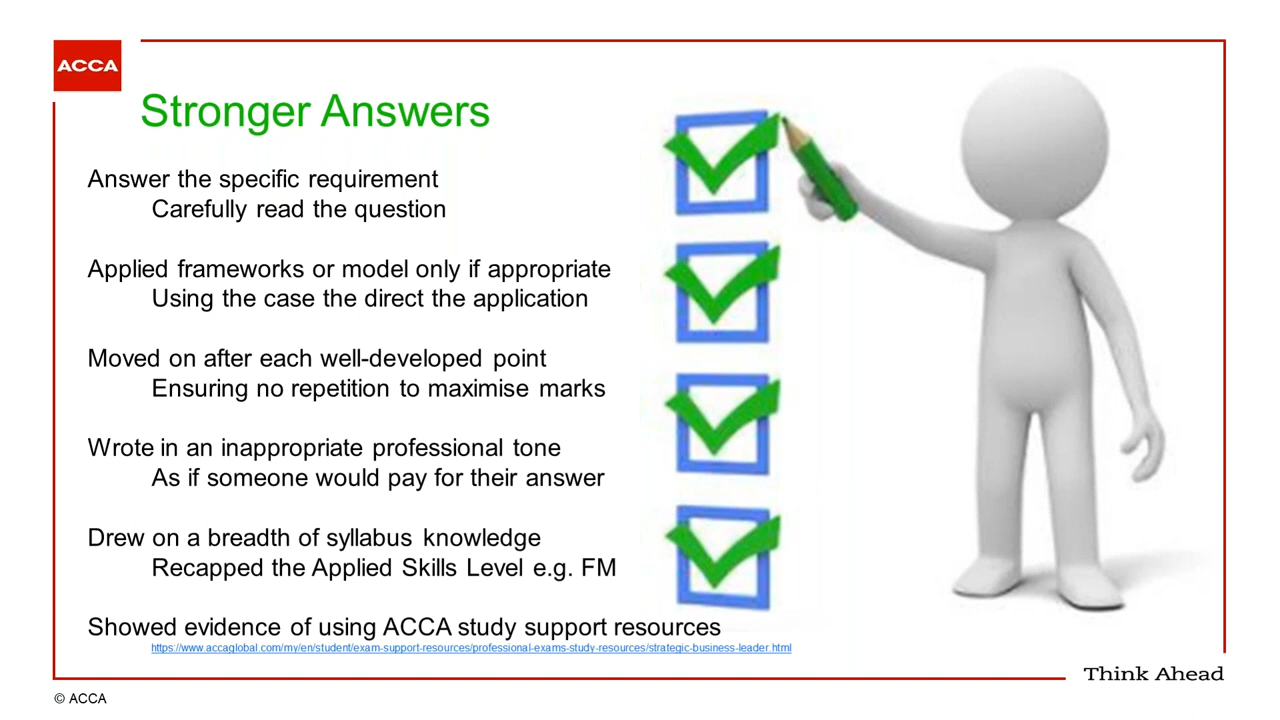 ACCA
Stronger Answers
Answer the specific requirement
Carefully read the question
Applied frameworks or model only if appropriate
Using the case the direct the application
Moved on after each well-developed point
Ensuring no repetition to maximise marks
Wrote in an inappropriate professional tone
As if someone would pay for their answer
Drew on a breadth of syllabus knowledge
Recapped the Applied Skills Level e.g. FM
Showed evidence of using ACCA study support resources
https://www.accaglobal.com/my/en/student/exam-support-resources/professional-exams-study-resources/strategic-business-leader.html
Think Ahead
© ACCA